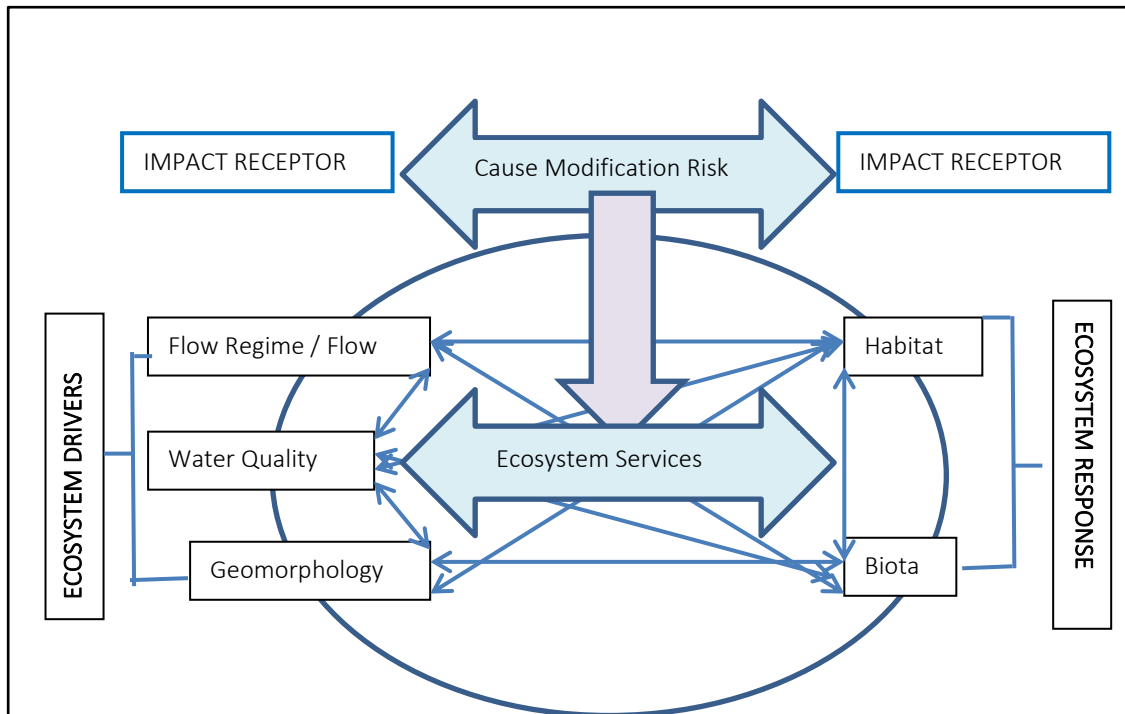 IMPACT RECEPTOR
Cause Modification Risk
IMPACT RECEPTOR
ECOSYSTEM DRIVERS
Flow Regime / Flow
Water Quality
Geomorphology
Ecosystem Services
Habitat
Biota
ECOSYSTEM RESPONSE